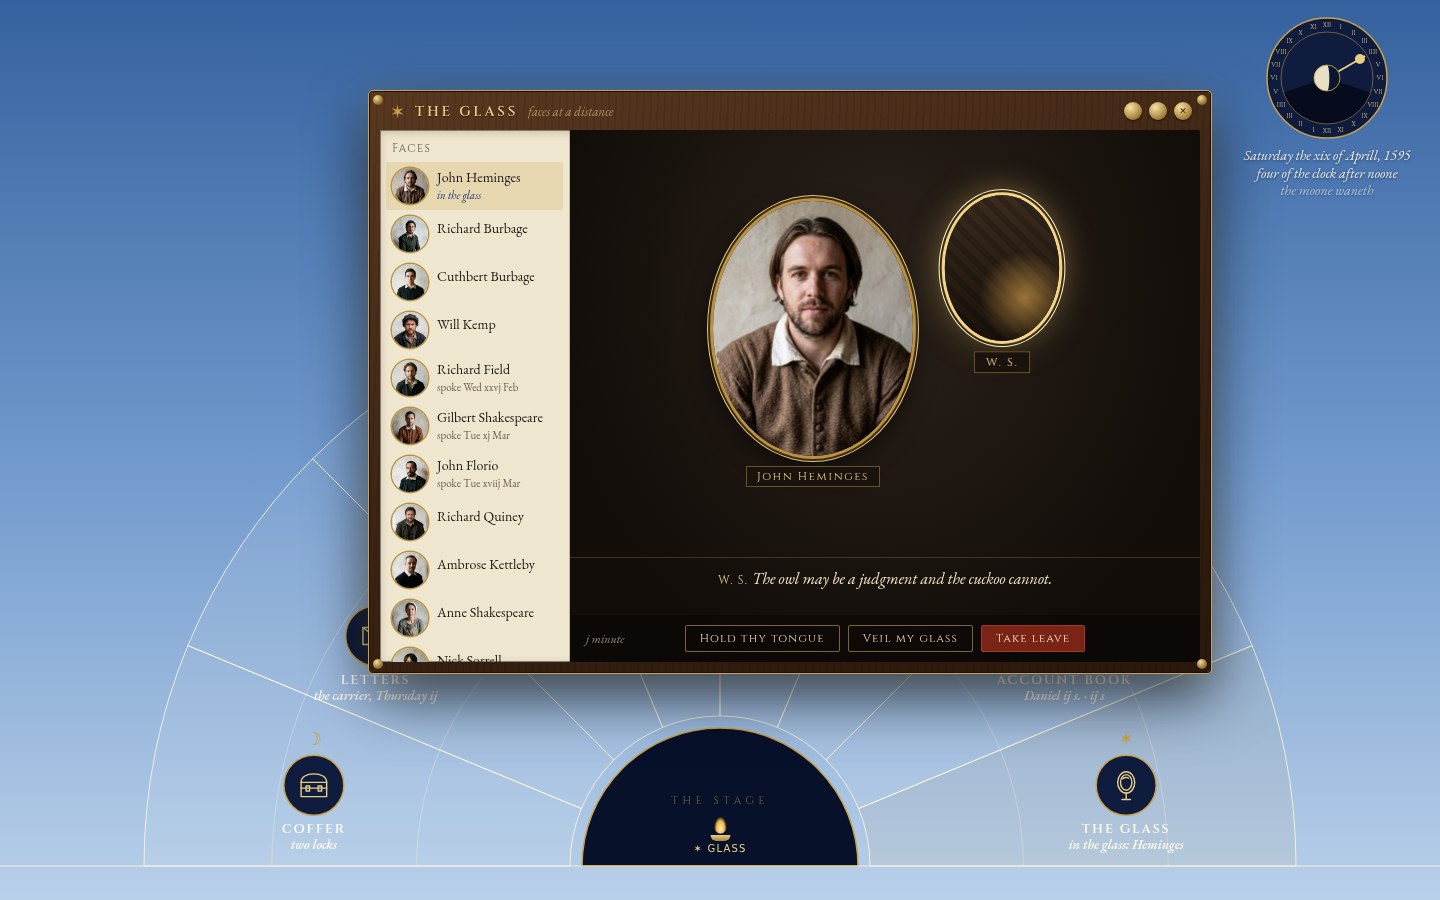 ✶ THE GLASS faces at a distance
×
FACES
John Heminges
in the glass
Richard Burbage
Cuthbert Burbage
Will Kemp
Richard Field
spoke Wed xxvj Feb
Gilbert Shakespeare
spoke Tue xj Mar
John Florio
spoke Tue xviij Mar
Richard Quiney
Ambrose Kettleby
Anne Shakespeare
Nick Sorrell
JOHN HEMINGES
W. S.
W. S. The owl may be a judgment and the cuckoo cannot.
j minute
HOLD THY TONGUE
VEIL MY GLASS
TAKE LEAVE
Saturday the xix of Aprill, 1595
four of the clock after noone
the moone waneth
LETTERS
the carrier, Thursday ij
ACCOUNT BOOK
Daniel ij s. · ij s
COFFER
two locks
THE STAGE
✶ GLASS
THE GLASS
in the glass: Heminges